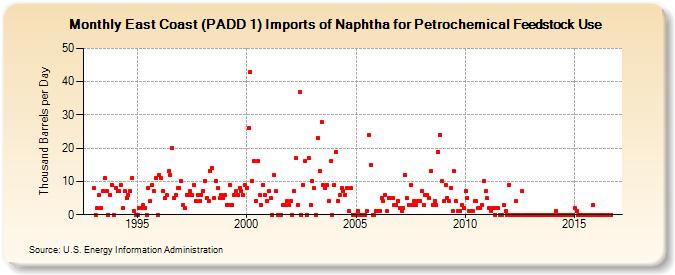 Monthly East Coast (PADD 1) Imports of Naphtha for Petrochemical Feedstock Use
Thousand Barrels per Day
50
40
30
20
10
0
1995 2000 2005 2010 2015
Source: U.S. Energy Information Administration